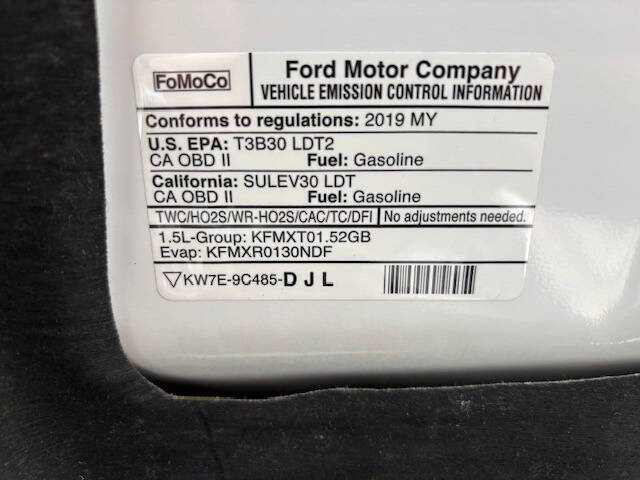 FoMoCo
Ford Motor Company
VEHICLE EMISSION CONTROL INFORMATION
Conforms to regulations: 2019 MY
U.S. EPA: T3B30 LDT2
CA OBD II Fuel: Gasoline
California: SULEV30 LDT
CA OBD II Fuel: Gasoline
TWC/HO2S/WR-HO2S/CAC/TC/DFI No adjustments needed.
1.5L-Group: KFMXT01.52GB
Evap: KFMXR0130NDF
KW7E-9C485-D J L